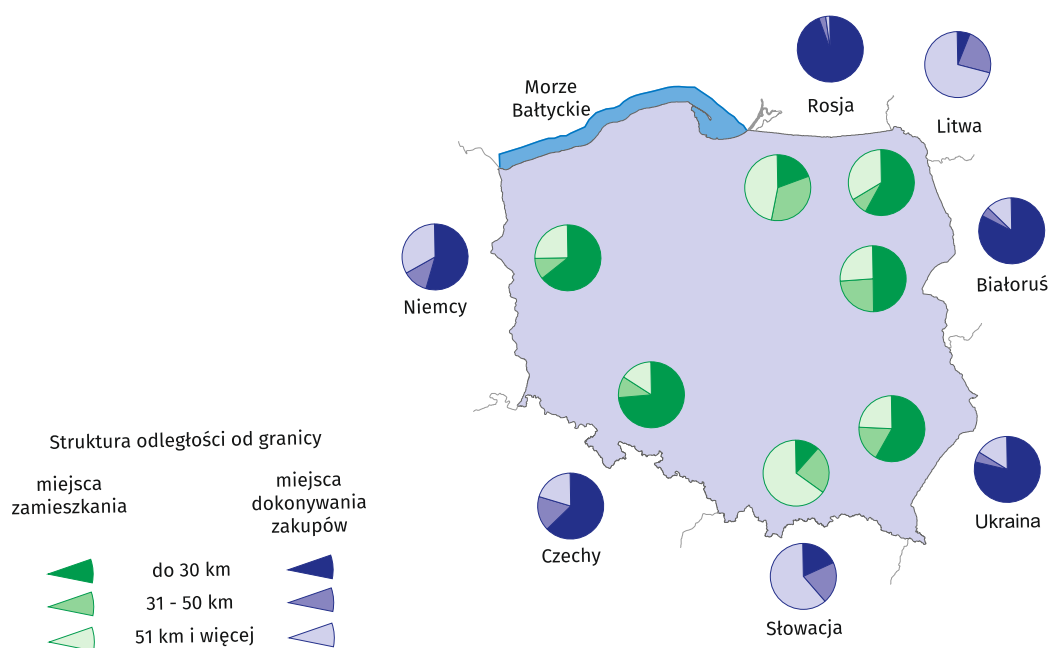 Morze
Bałtyckie
Rosja
Litwa
Białoruś
Niemcy
Ukraina
Czechy
Słowacja
Struktura odległości od granicy
miejsca
zamieszkania
miejsca
dokonywania
zakupów
do 30 km
31 - 50 km
51 km i więcej